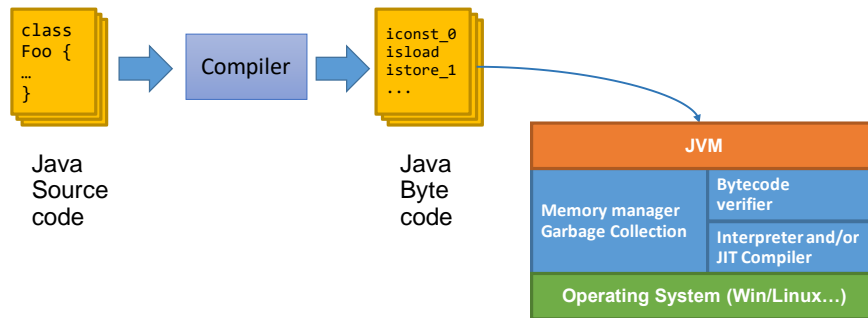 class
Foo {
…
}
Compiler
iconst_0
isload
istore_1
...
Java
Source
code
Java
Byte
code
JVM
Memory manager
Garbage Collection
Bytecode
verifier
Interpreter and/or
JIT Compiler
Operating System (Win/Linux…)